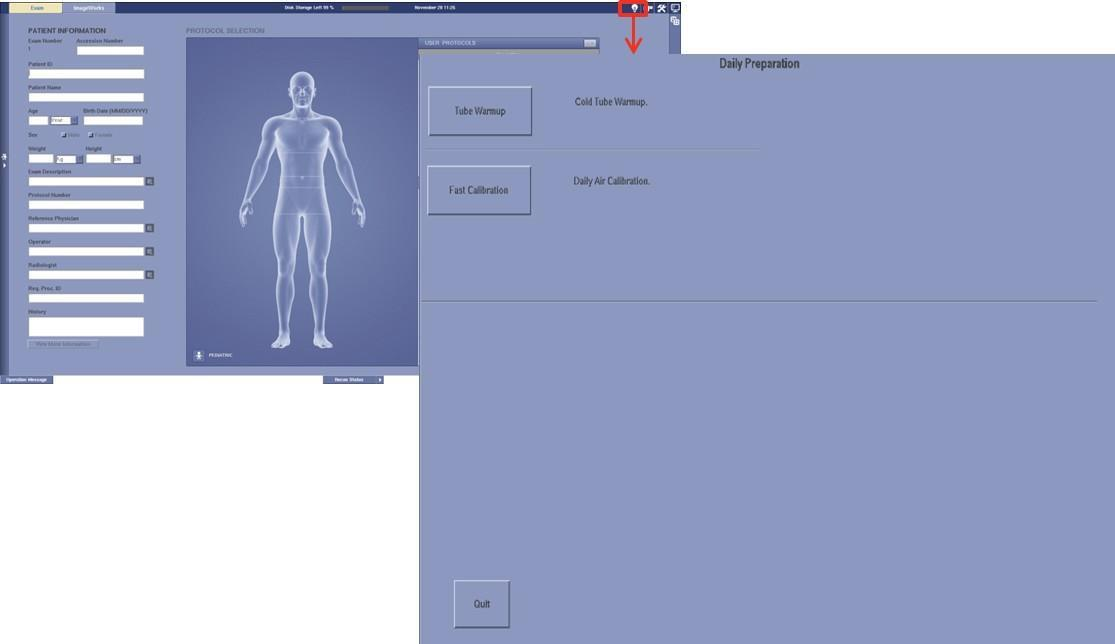 Exam
ImageWorks
Disk Storage Left 99 %
November 28 11:26
PATIENT INFORMATION
Exam Number
Accession Number
1
Patient ID
Patient Name
Age
Birth Date (MM/DD/YYYY)
Year
Sex
Male
Female
Weight
Height
Kg
cm
Exam Description
Protocol Number
Reference Physician
Operator
Radiologist
Req. Proc. ID
History
View More Information
Operation Message
PROTOCOL SELECTION
PEDIATRIC
Recon Status
USER PROTOCOLS
Daily Preparation
Tube Warmup
Cold Tube Warmup.
Fast Calibration
Daily Air Calibration.
Quit